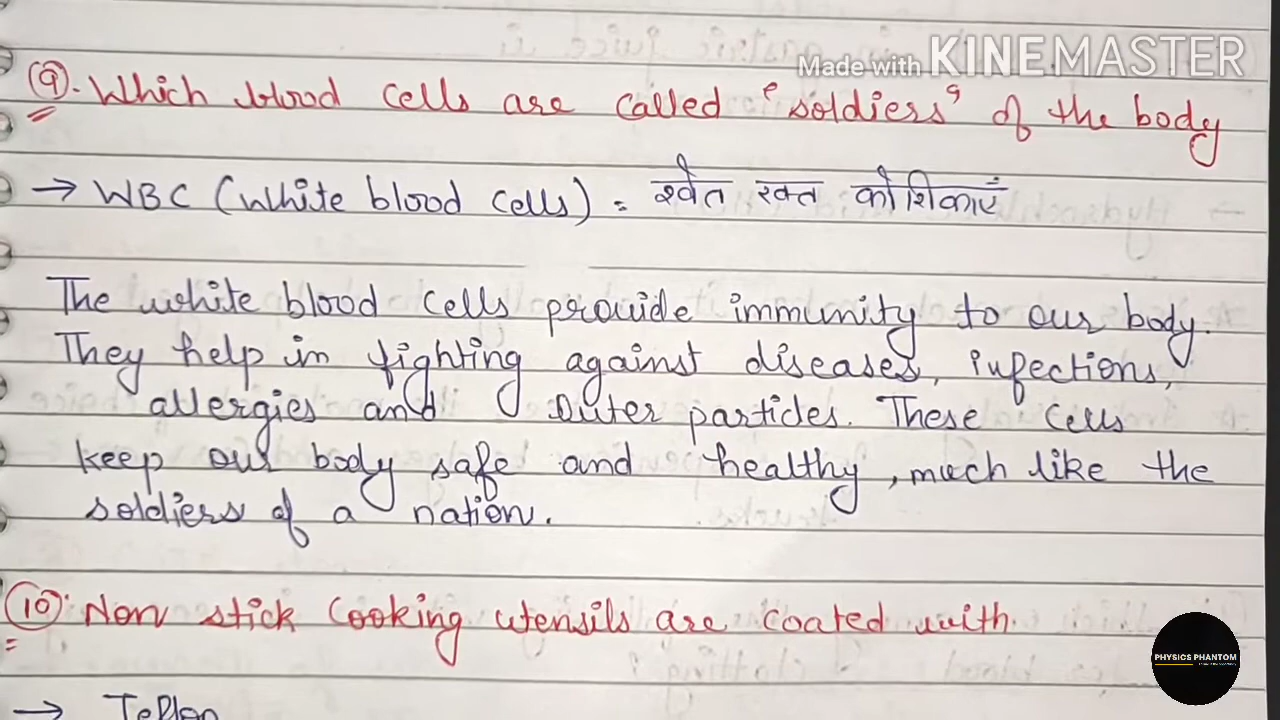 Made with KINEMASTER
(9). Which blood cells are called 'soldiers' of the body
→ WBC (White blood cells) = श्वेत रक्त कोशिकाएं
The white blood cells provide immunity to our body.
They help in fighting against diseases, infections,
allergies and outer particles. These cells
keep our body safe and healthy, much like the
soldiers of a nation.
(10). Non stick cooking utensils are coated with.
→ Teflon
PHYSICS PHANTOM